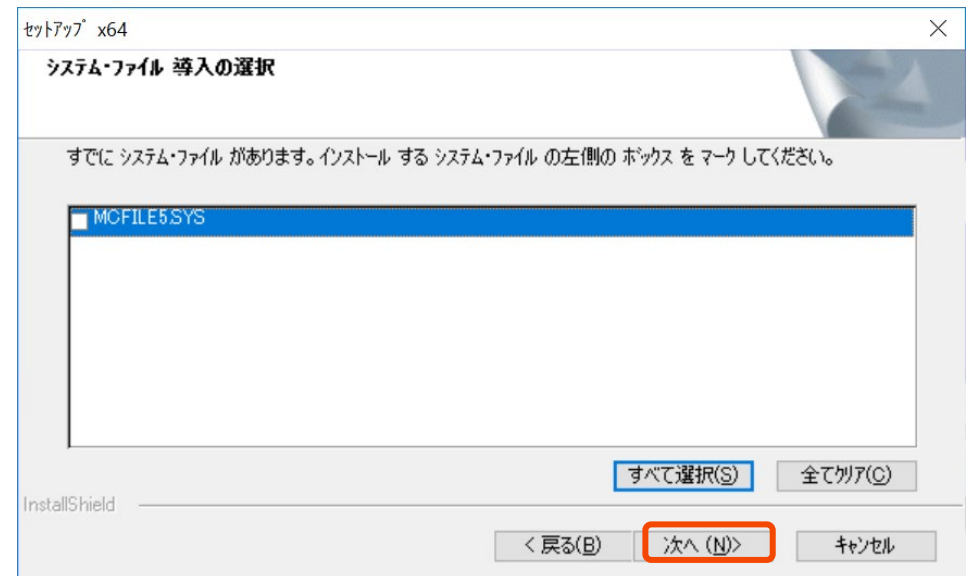 セットアップ x64
システム・ファイル 導入の選択
すでに システム・ファイル があります。インストール する システム・ファイル の左側の ボックス を マーク してください。
MCFILE5.SYS
すべて選択(S)
全てクリア(C)
InstallShield
< 戻る(B)
次へ (N)>
キャンセル